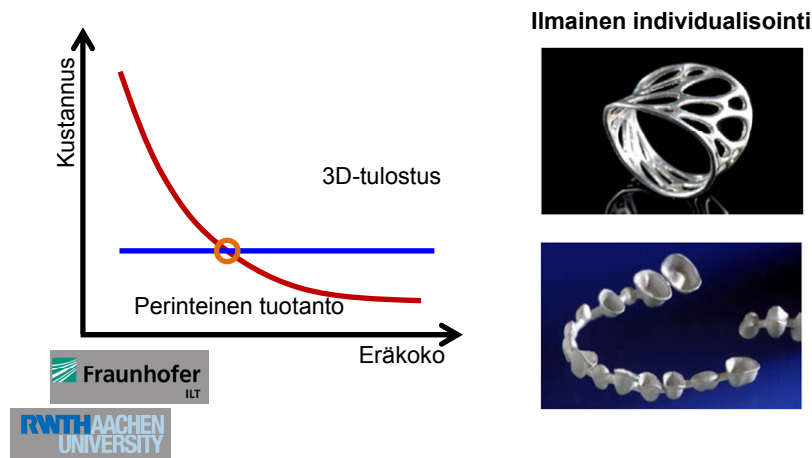 Ilmainen individualisointi
Kustannus
3D-tulostus
Perinteinen tuotanto
Eräkoko
Fraunhofer
ILT
RWTH AACHEN
UNIVERSITY